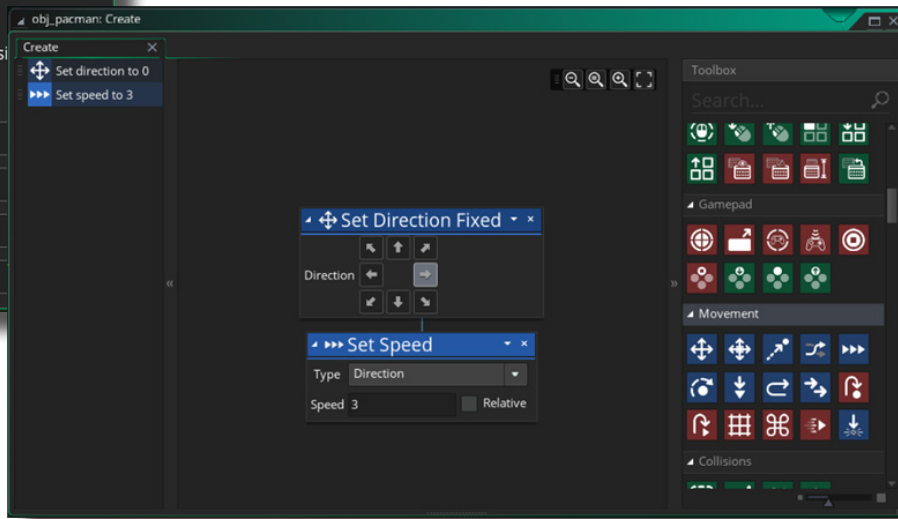 obj_pacman: Create
Create
si
Set direction to 0
Set speed to 3
Toolbox
Search...
Set Direction Fixed
Direction
Gamepad
Movement
Set Speed
Type Direction
Speed 3 Relative
Collisions